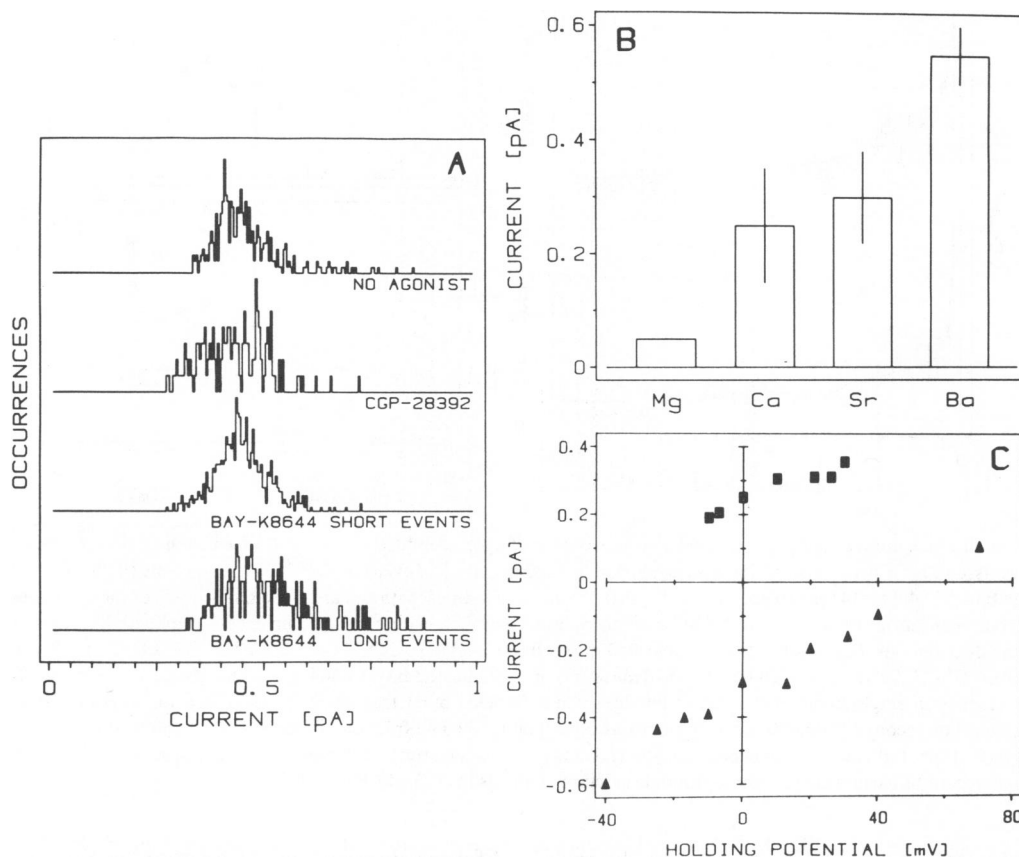 A
OCCURRENCES
NO AGONIST
CGP-28392
BAY-K8644 SHORT EVENTS
BAY-K8644 LONG EVENTS
0 0.5 1
CURRENT [pA]
B
CURRENT [pA]
0.6
0.4
0.2
0
Mg Ca Sr Ba
C
CURRENT [pA]
0.4
0.2
0
-0.2
-0.4
-0.6
-40 0 40 80
HOLDING POTENTIAL [mV]